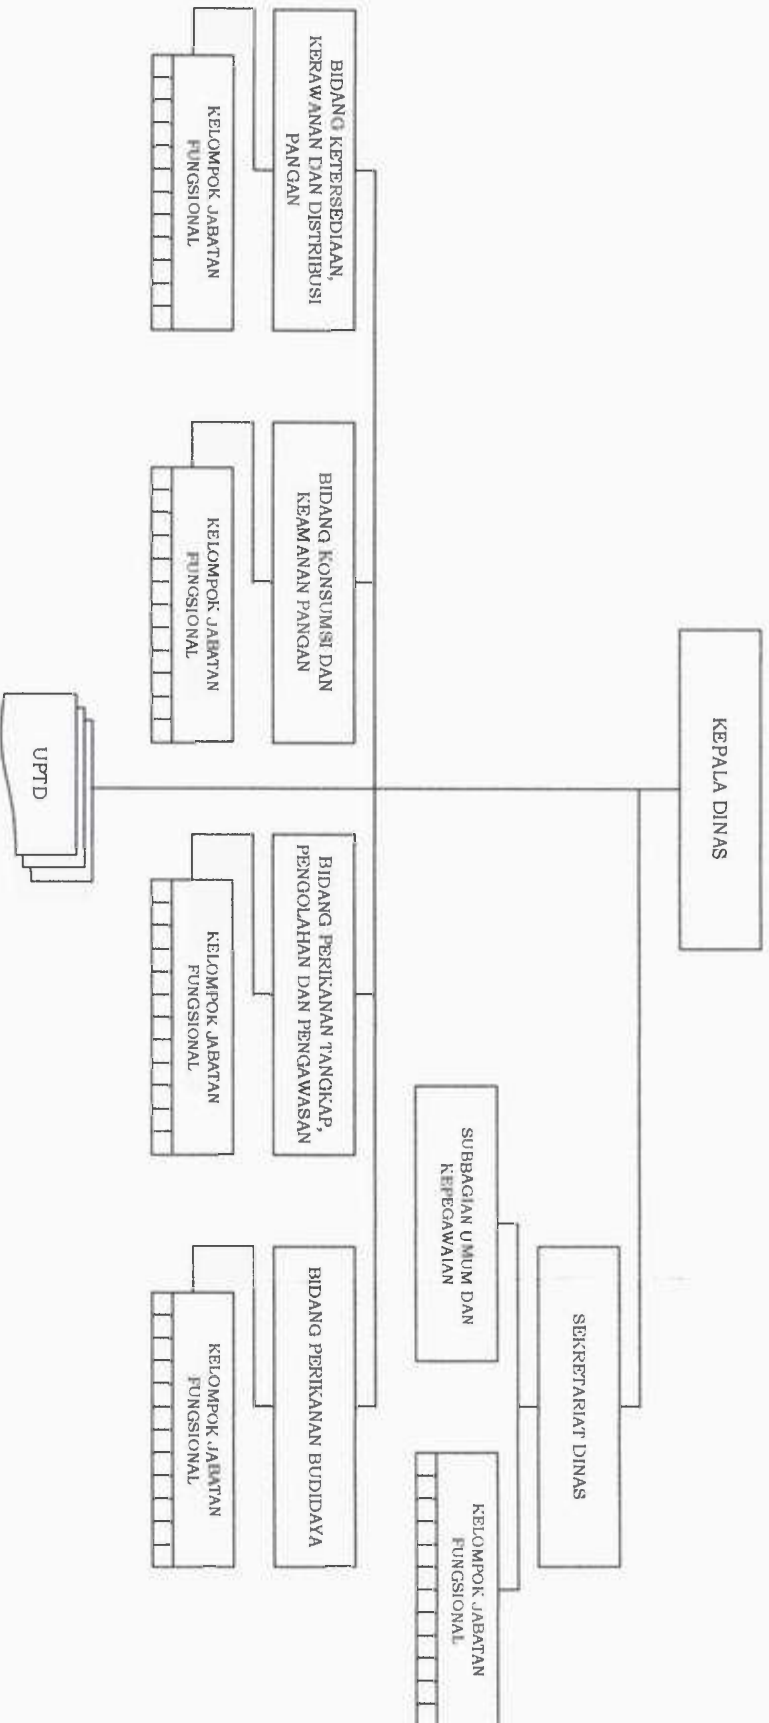 KEPALA DINAS
SEKRETARIAT DINAS
SUBBAGIAN UMUM DAN
KEPEGAWAIAN
KELOMPOK JABATAN
FUNGSIONAL
BIDANG KETERSEDIAAN,
KERAWANAN DAN DISTRIBUSI
PANGAN
BIDANG KONSUMSI DAN
KEAMANAN PANGAN
BIDANG PERIKANAN TANGKAP,
PENGOLAHAN DAN PENGAWASAN
BIDANG PERIKANAN BUDIDAYA
KELOMPOK JABATAN
FUNGSIONAL
KELOMPOK JABATAN
FUNGSIONAL
KELOMPOK JABATAN
FUNGSIONAL
KELOMPOK JABATAN
FUNGSIONAL
UPTD